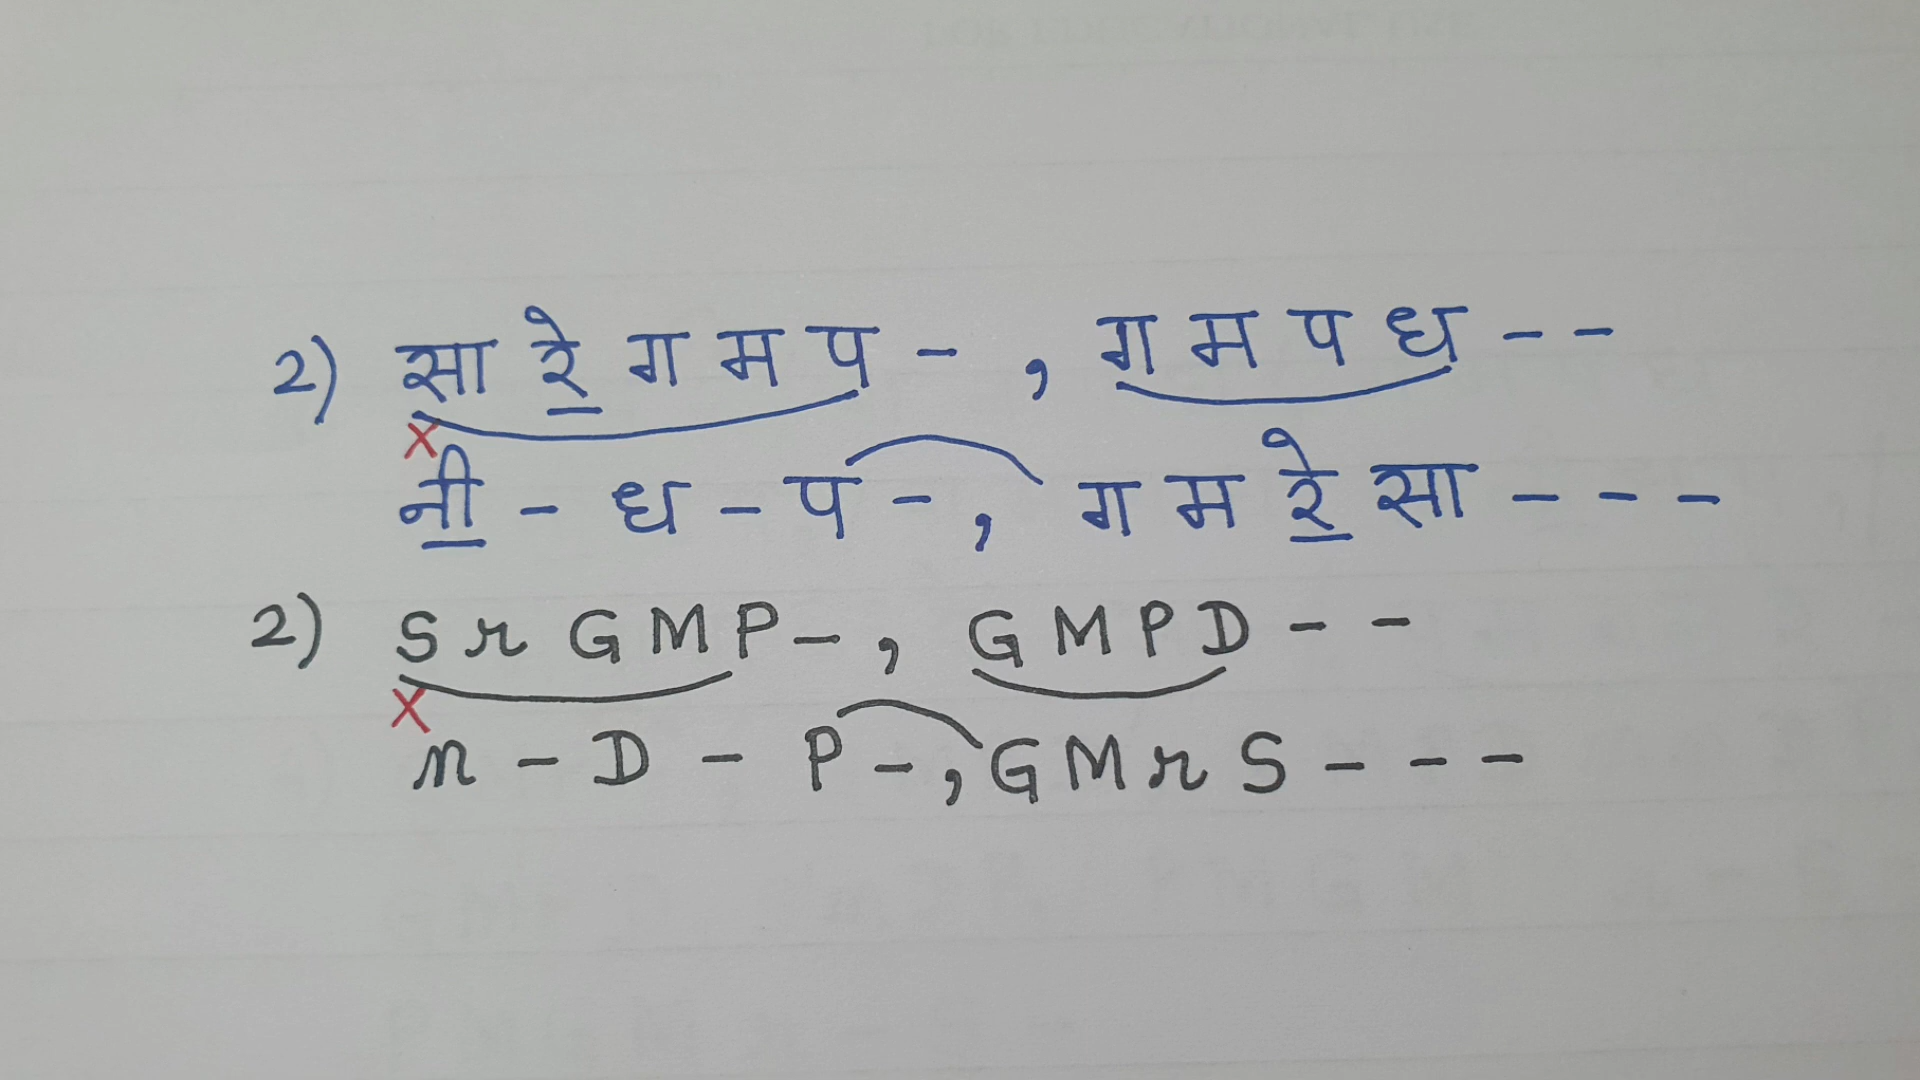 2) सा रे॒ ग म प - , ग म प ध - -
x
नी॒ - ध - प - , ग म रे॒ सा - - -
2) S r G M P - , G M P D - -
x
n - D - P - , G M r S - - -